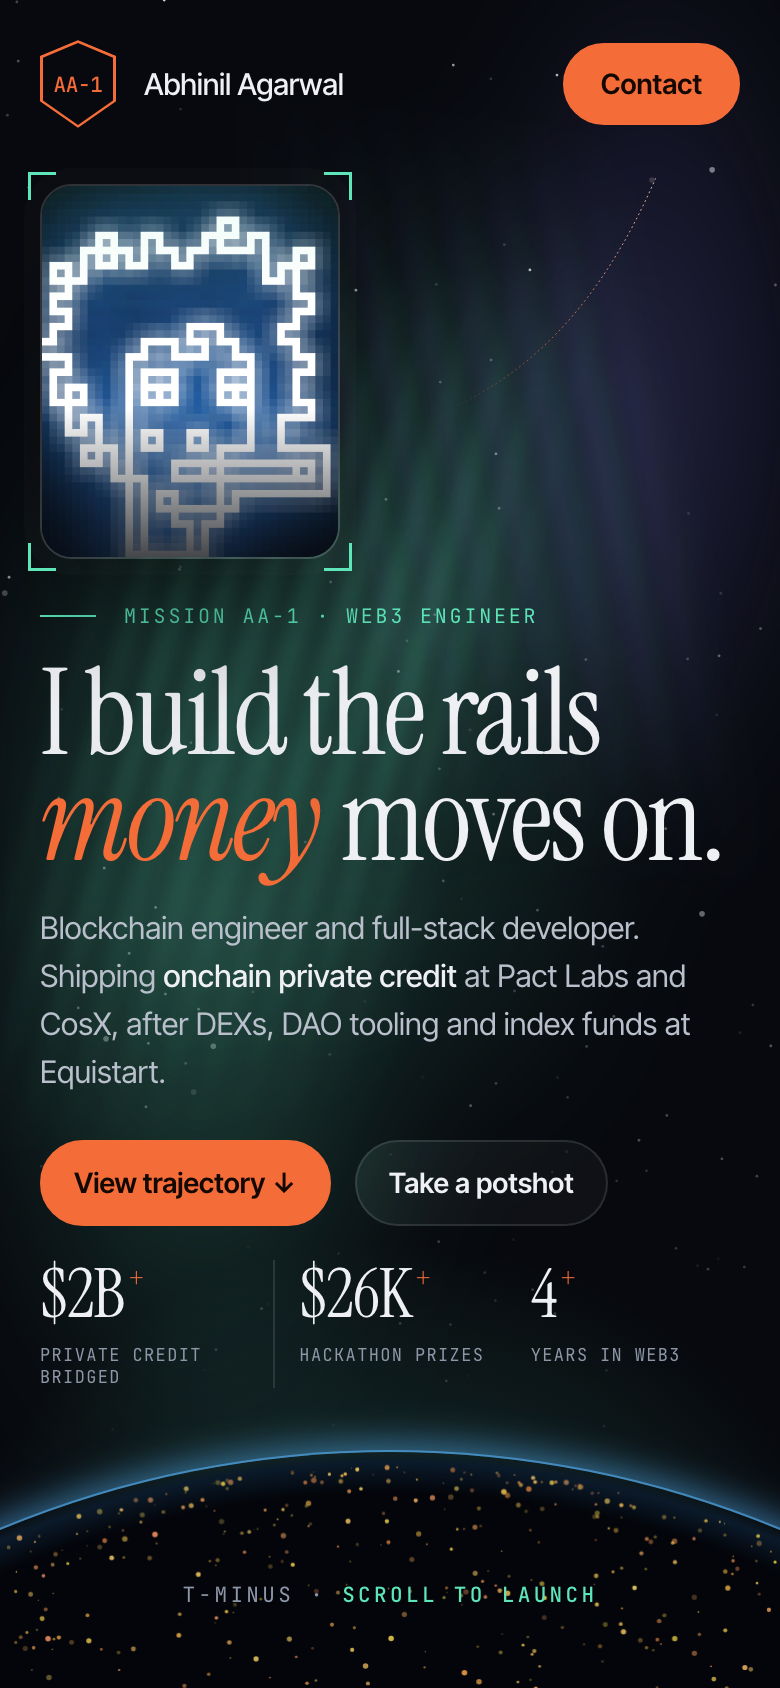 AA-1
Abhinil Agarwal
Contact
MISSION AA-1 · WEB3 ENGINEER
I build the rails
money moves on.
Blockchain engineer and full-stack developer.
Shipping onchain private credit at Pact Labs and
CosX, after DEXs, DAO tooling and index funds at
Equistart.
View trajectory ↓
Take a potshot
$2B+
PRIVATE CREDIT
BRIDGED
$26K+
HACKATHON PRIZES
4+
YEARS IN WEB3
T-MINUS · SCROLL TO LAUNCH